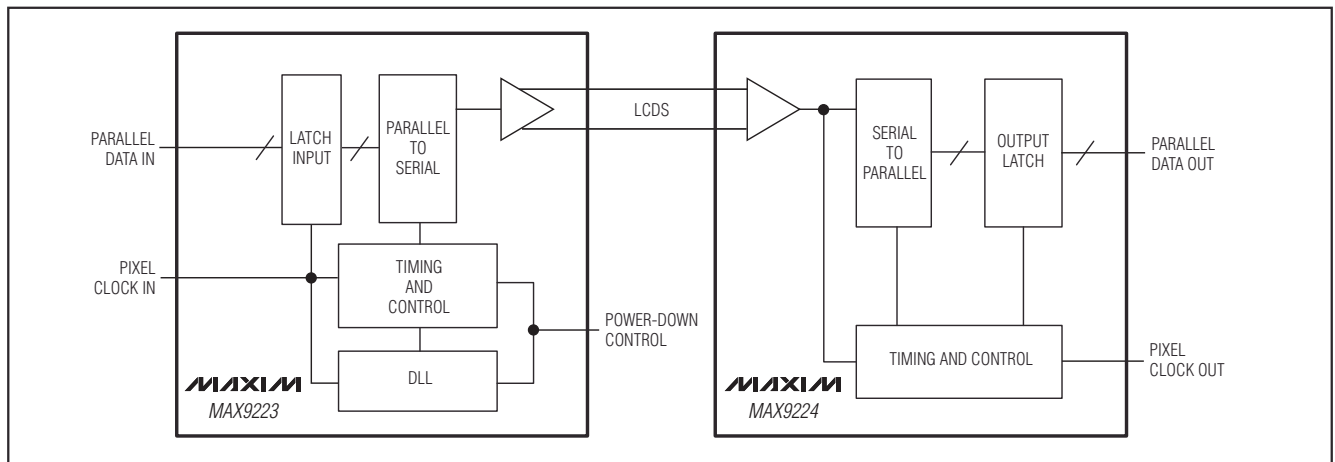 PARALLEL
DATA IN
LATCH
INPUT
PARALLEL
TO
SERIAL
PIXEL
CLOCK IN
TIMING
AND
CONTROL
DLL
POWER-DOWN
CONTROL
MAXIM
MAX9223
LCDS
SERIAL
TO
PARALLEL
OUTPUT
LATCH
PARALLEL
DATA OUT
TIMING AND CONTROL
PIXEL
CLOCK OUT
MAXIM
MAX9224